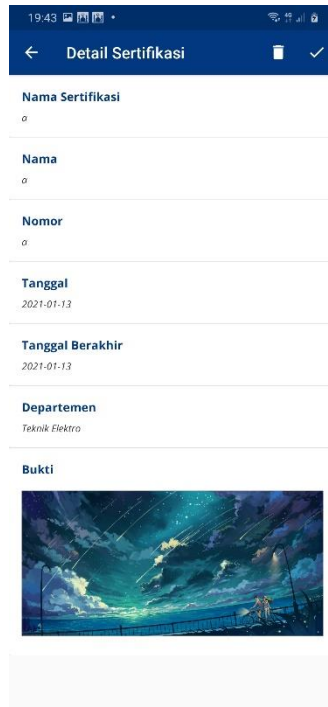 19:43
Detail Sertifikasi
Nama Sertifikasi
a
Nama
a
Nomor
a
Tanggal
2021-01-13
Tanggal Berakhir
2021-01-13
Departemen
Teknik Elektro
Bukti